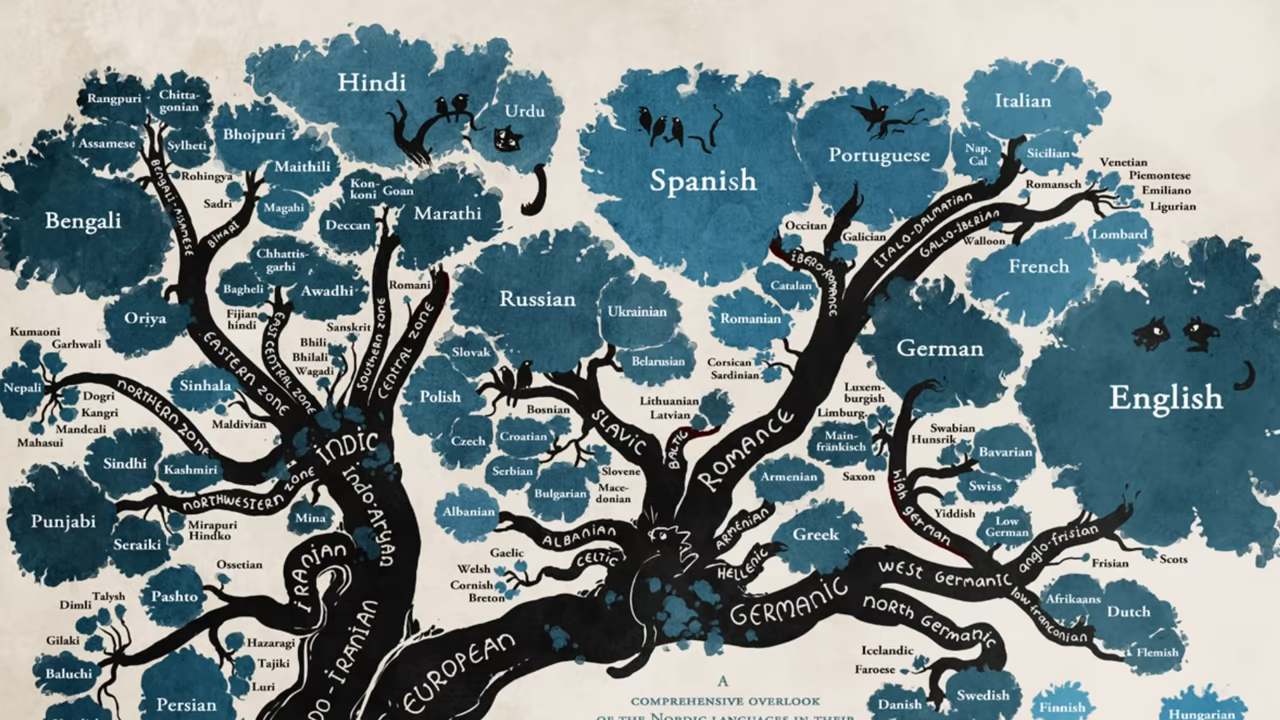 Hindi
Urdu
Rangpuri
Chitta-
gonian
Assamese
Sylheti
Bhojpuri
Maithili
Rohingya
Sadri
Magahi
Bengali
BENGALI-ASSAMESE
BIHARI
Kon-
koni
Goan
Deccan
Marathi
Chhattis-
garhi
Bagheli
Awadhi
Fijian
hindi
Romani
Oriya
Sanskrit
Bhili
Bhilali
Wagadi
EASTERN ZONE
EAST CENTRAL ZONE
SOUTHERN ZONE
CENTRAL ZONE
Kumaoni
Garhwali
Nepali
Dogri
Kangri
Mandeali
Mahasui
NORTHERN ZONE
Sinhala
Maldivian
INDIC
Sindhi
Kashmiri
NORTHWESTERN ZONE
Punjabi
Mirapuri
Hindko
Seraiki
Mina
INDO-ARYAN
Ossetian
IRANIAN
Pashto
Talysh
Dimli
Gilaki
Baluchi
Hazaragi
Tajiki
Luri
Persian
DO-IRANIAN
EUROPEAN
Spanish
Portuguese
Italian
Nap.
Cal
Sicilian
Venetian
Piemontese
Emiliano
Ligurian
Romansch
Lombard
Walloon
French
Occitan
Galician
Catalan
IBERO-ROMANCE
ITALO-DALMATIAN
GALLO-IBERIAN
Romanian
Corsican
Sardinian
ROMANCE
Russian
Ukrainian
Belarusian
Slovak
Polish
Czech
Bosnian
Croatian
Serbian
Bulgarian
Slovene
Mace-
donian
SLAVIC
Lithuanian
Latvian
BALTIC
Albanian
ALBANIAN
Gaelic
Welsh
Cornish
Breton
CELTIC
Armenian
ARMENIAN
Greek
HELLENIC
German
English
Luxem-
burgish
Limburg.
Main-
fränkisch
Saxon
Swabian
Hunsrik
Bavarian
Swiss
Yiddish
Low
German
high german
anglo-frisian
Scots
Frisian
GERMANIC
WEST Germanic
low franconian
Afrikaans
Dutch
Flemish
NORTH Germanic
Icelandic
Faroese
Danish
Swedish
Finnish
Hungarian
A
COMPREHENSIVE OVERLOOK
OF THE NORDIC LANGUAGES IN THEIR